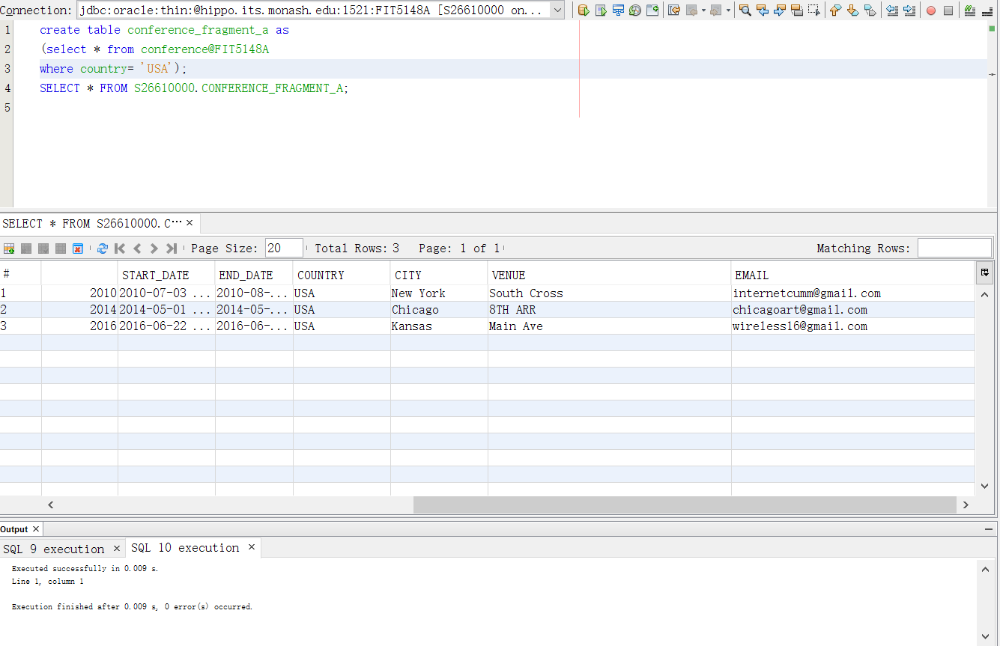 Connection: jdbc:oracle:thin:@hippo.its.monash.edu:1521:FIT5148A [S26610000 on...
1 create table conference_fragment_a as
2 (select * from conference@FIT5148A
3 where country= 'USA');
4 SELECT * FROM S26610000.CONFERENCE_FRAGMENT_A;
5
SELECT * FROM S26610000.C...
Page Size: 20 Total Rows: 3 Page: 1 of 1 Matching Rows:
# START_DATE END_DATE COUNTRY CITY VENUE EMAIL
1 2010 2010-07-03 ... 2010-08-... USA New York South Cross internetcumm@gmail.com
2 2014 2014-05-01 ... 2014-05-... USA Chicago 8TH ARR chicagoart@gmail.com
3 2016 2016-06-22 ... 2016-06-... USA Kansas Main Ave wireless16@gmail.com
Output
SQL 9 execution SQL 10 execution
Executed successfully in 0.009 s.
Line 1, column 1
Execution finished after 0.009 s, 0 error(s) occurred.